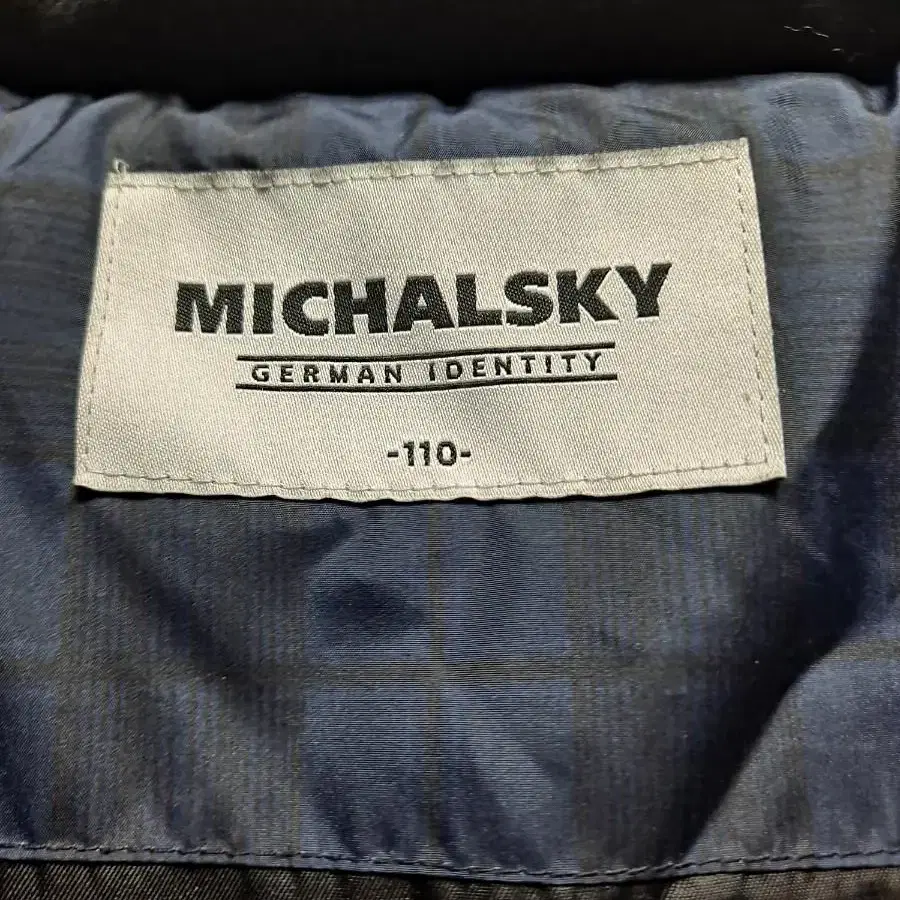 MICHALSKY
GERMAN IDENTITY
-110-